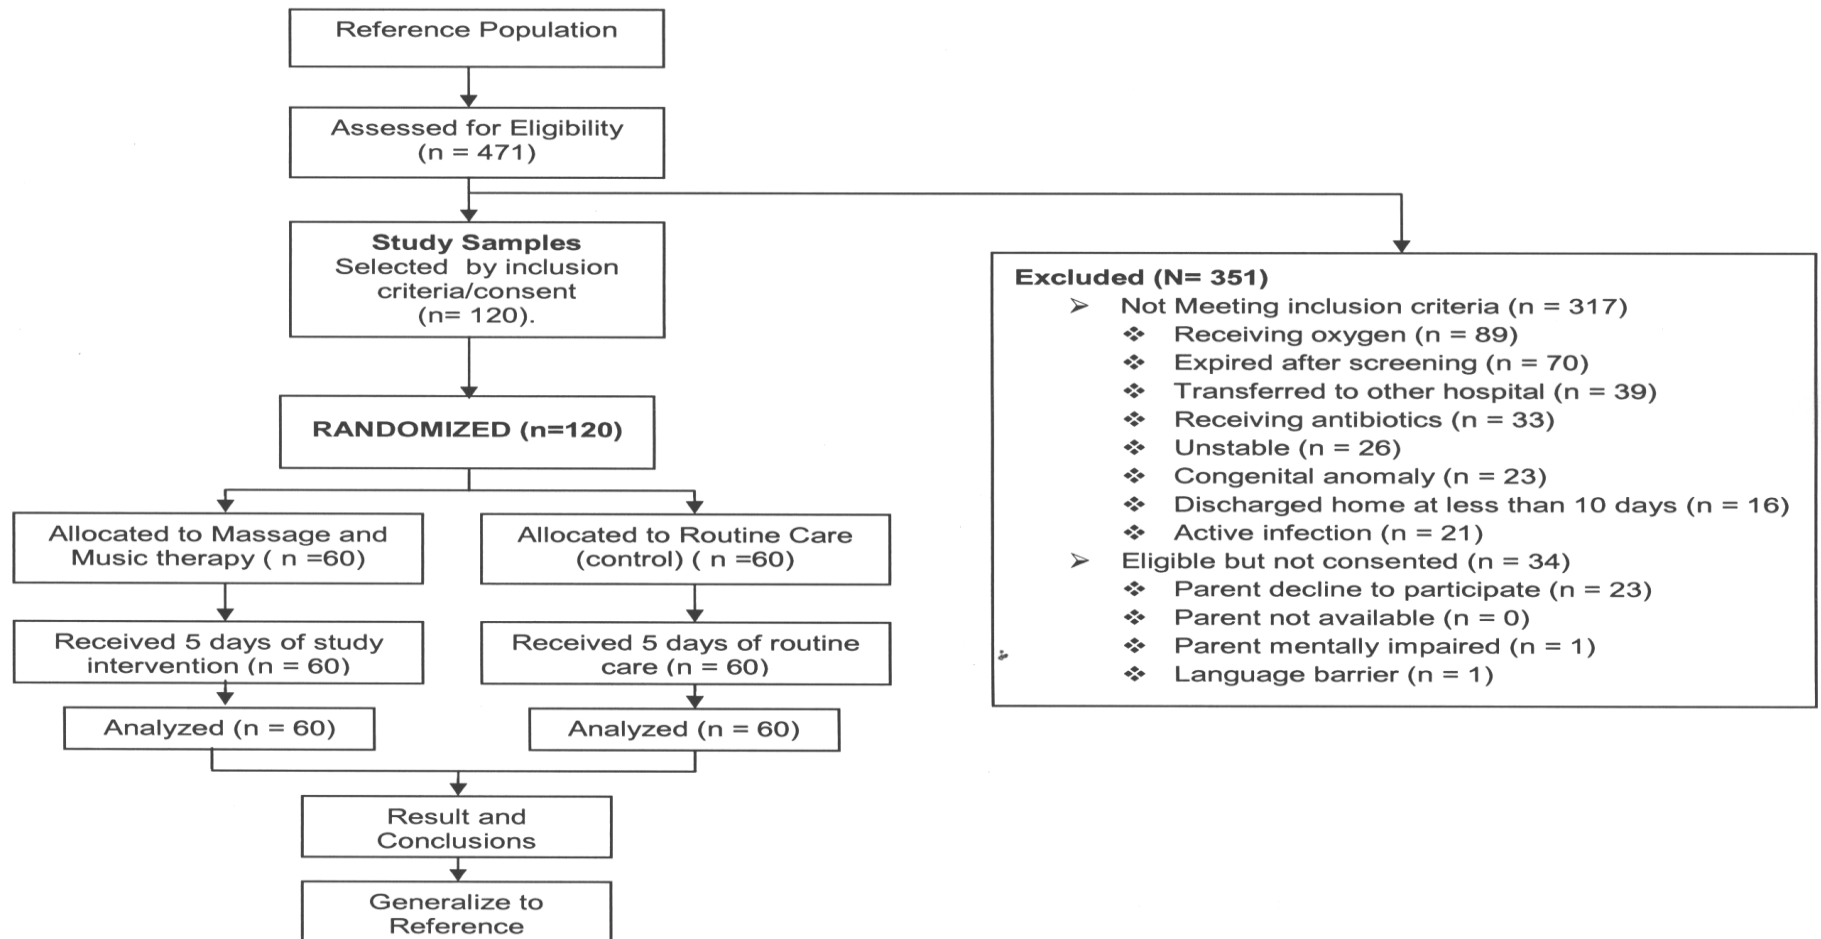 Reference Population
Assessed for Eligibility
(n = 471)
Study Samples
Selected by inclusion
criteria/consent
(n= 120).
RANDOMIZED (n=120)
Allocated to Massage and
Music therapy ( n =60)
Allocated to Routine Care
(control) ( n =60)
Received 5 days of study
intervention (n = 60)
Received 5 days of routine
care (n = 60)
Analyzed (n = 60)
Analyzed (n = 60)
Result and
Conclusions
Generalize to
Reference
Excluded (N= 351)
➢ Not Meeting inclusion criteria (n = 317)
❖ Receiving oxygen (n = 89)
❖ Expired after screening (n = 70)
❖ Transferred to other hospital (n = 39)
❖ Receiving antibiotics (n = 33)
❖ Unstable (n = 26)
❖ Congenital anomaly (n = 23)
❖ Discharged home at less than 10 days (n = 16)
❖ Active infection (n = 21)
➢ Eligible but not consented (n = 34)
❖ Parent decline to participate (n = 23)
❖ Parent not available (n = 0)
❖ Parent mentally impaired (n = 1)
❖ Language barrier (n = 1)